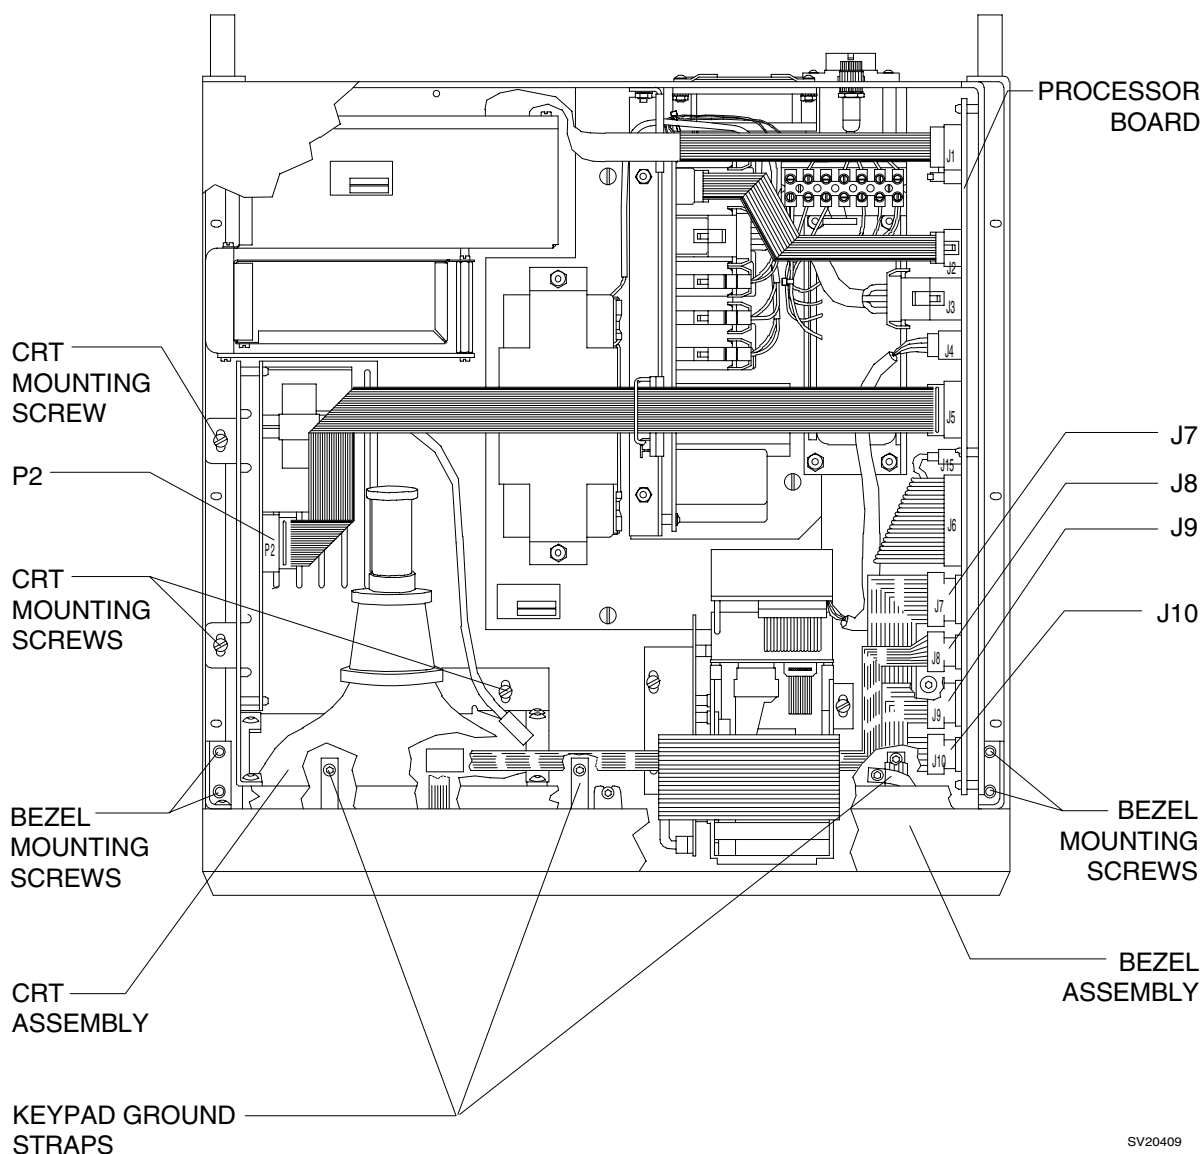 PROCESSOR
BOARD
J1
J2
J3
J4
J5
J15
J6
J7
J8
J9
J10
CRT
MOUNTING
SCREW
P2
P2
CRT
MOUNTING
SCREWS
J7
J8
J9
J10
BEZEL
MOUNTING
SCREWS
BEZEL
MOUNTING
SCREWS
CRT
ASSEMBLY
BEZEL
ASSEMBLY
KEYPAD GROUND
STRAPS
SV20409